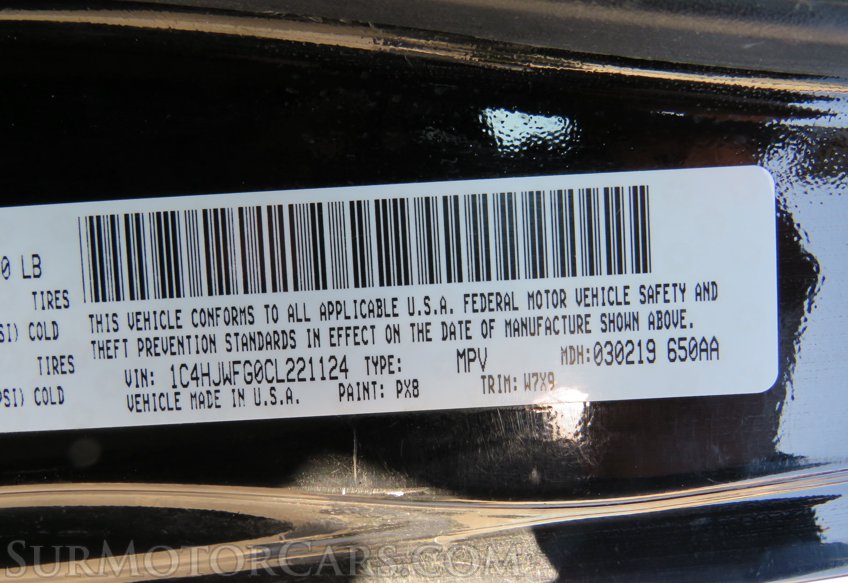 0 LB
TIRES
SI) COLD
TIRES
PSI) COLD
THIS VEHICLE CONFORMS TO ALL APPLICABLE U.S.A. FEDERAL MOTOR VEHICLE SAFETY AND
THEFT PREVENTION STANDARDS IN EFFECT ON THE DATE OF MANUFACTURE SHOWN ABOVE.
VIN: 1C4HJWFG0CL221124 TYPE: MPV MDH: 030219 650AA
VEHICLE MADE IN U.S.A. PAINT: PX8 TRIM: W7X9
SurMotorCars.com